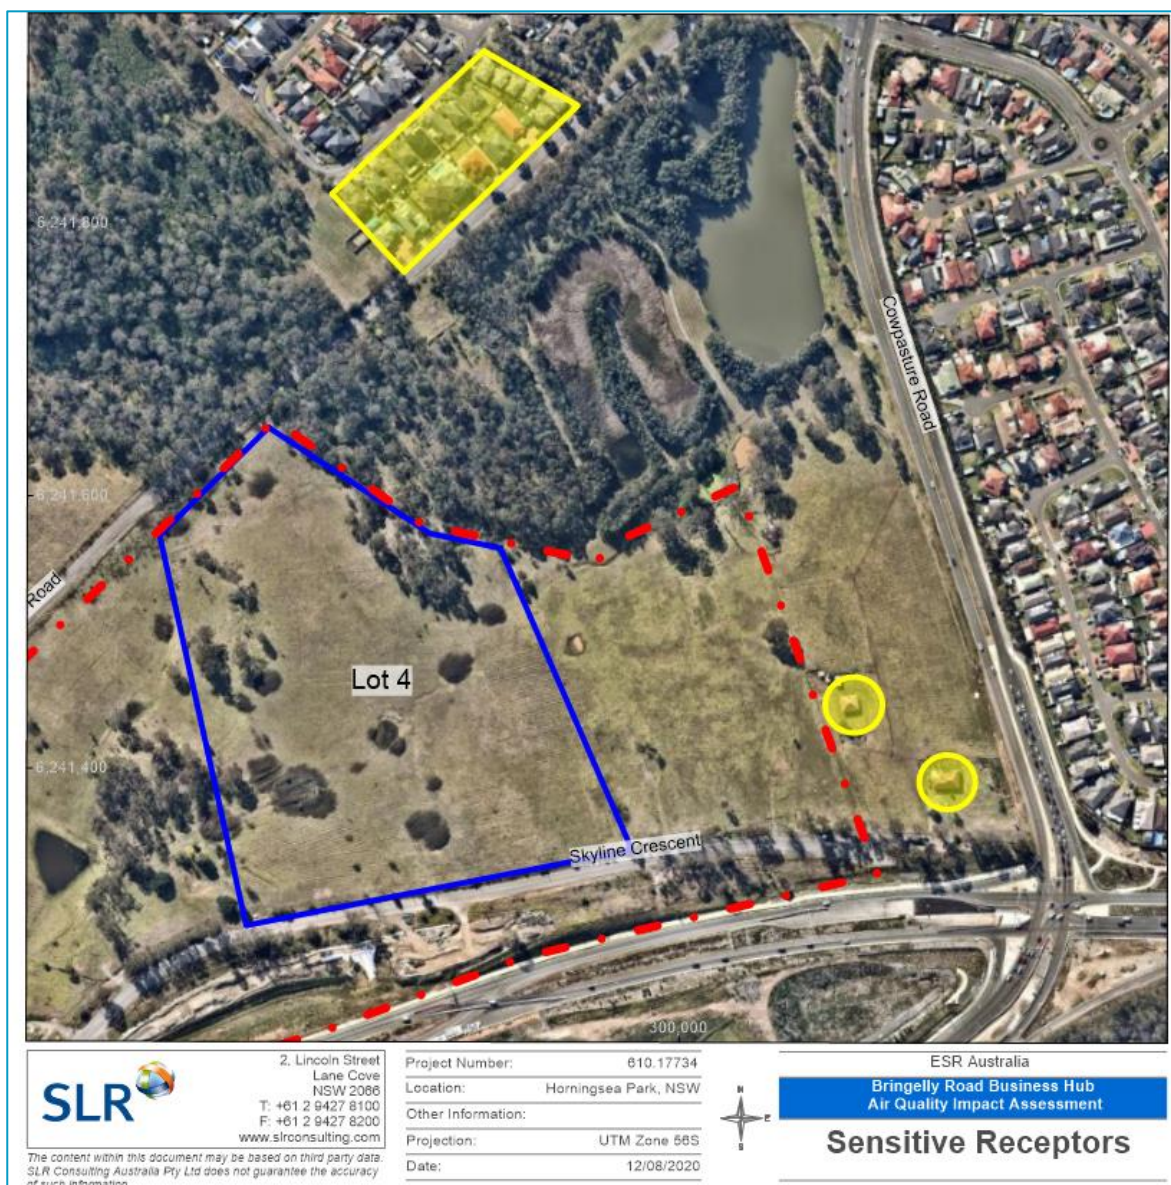 6,241,800
Cowpasture Road
6,241,600
Road
Lot 4
6,241,400
Skyline Crescent
300,000
SLR
2, Lincoln Street
Lane Cove
NSW 2066
T: +61 2 9427 8100
F: +61 2 9427 8200
www.slrconsulting.com
The content within this document may be based on third party data.
SLR Consulting Australia Pty Ltd does not guarantee the accuracy
of such information.
Project Number: 610.17734
Location: Horningsea Park, NSW
Other Information:
Projection: UTM Zone 56S
Date: 12/08/2020
N
E
S
ESR Australia
Bringelly Road Business Hub
Air Quality Impact Assessment
Sensitive Receptors